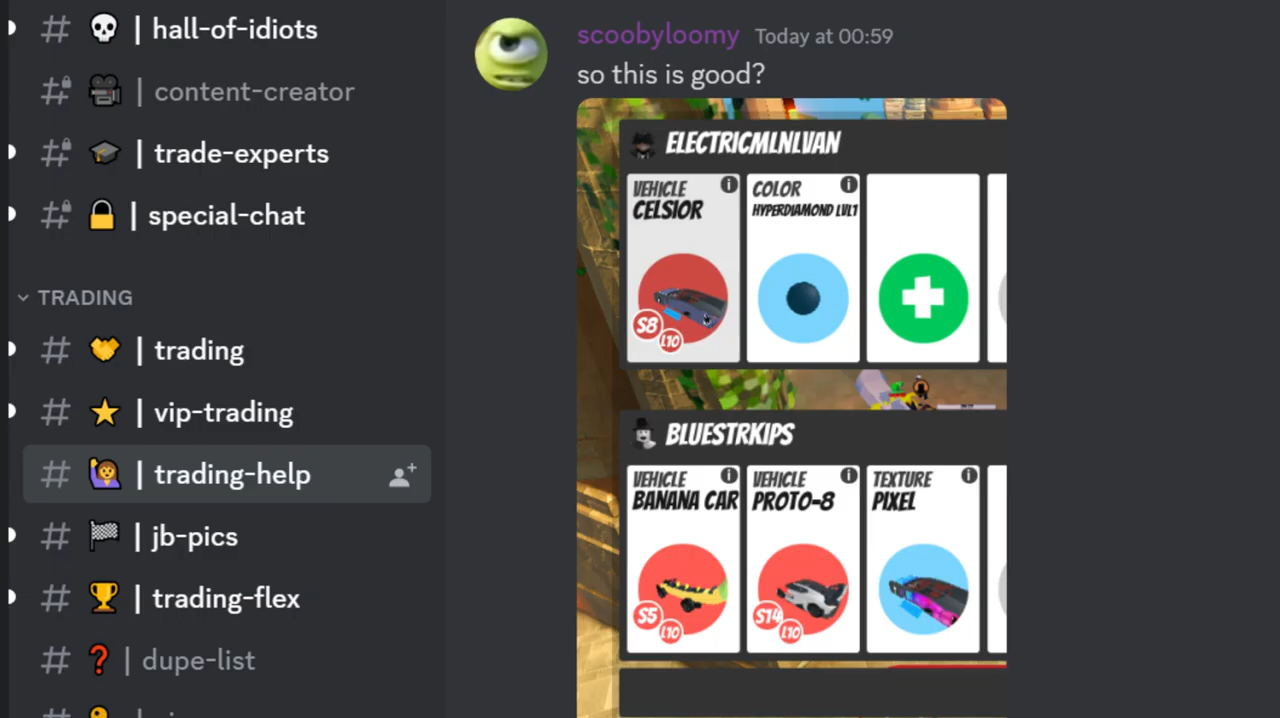 # | hall-of-idiots
# | content-creator
# | trade-experts
# | special-chat
TRADING
# | trading
# | vip-trading
# | trading-help
# | jb-pics
# | trading-flex
# | dupe-list
scoobyloomy Today at 00:59
so this is good?
ELECTRICMLNLVAN
VEHICLE
CELSIOR
S8
L10
COLOR
HYPERDIAMOND LVL1
BLUESTRKIPS
VEHICLE
BANANA CAR
S5
L10
VEHICLE
PROTO-8
S14
L10
TEXTURE
PIXEL